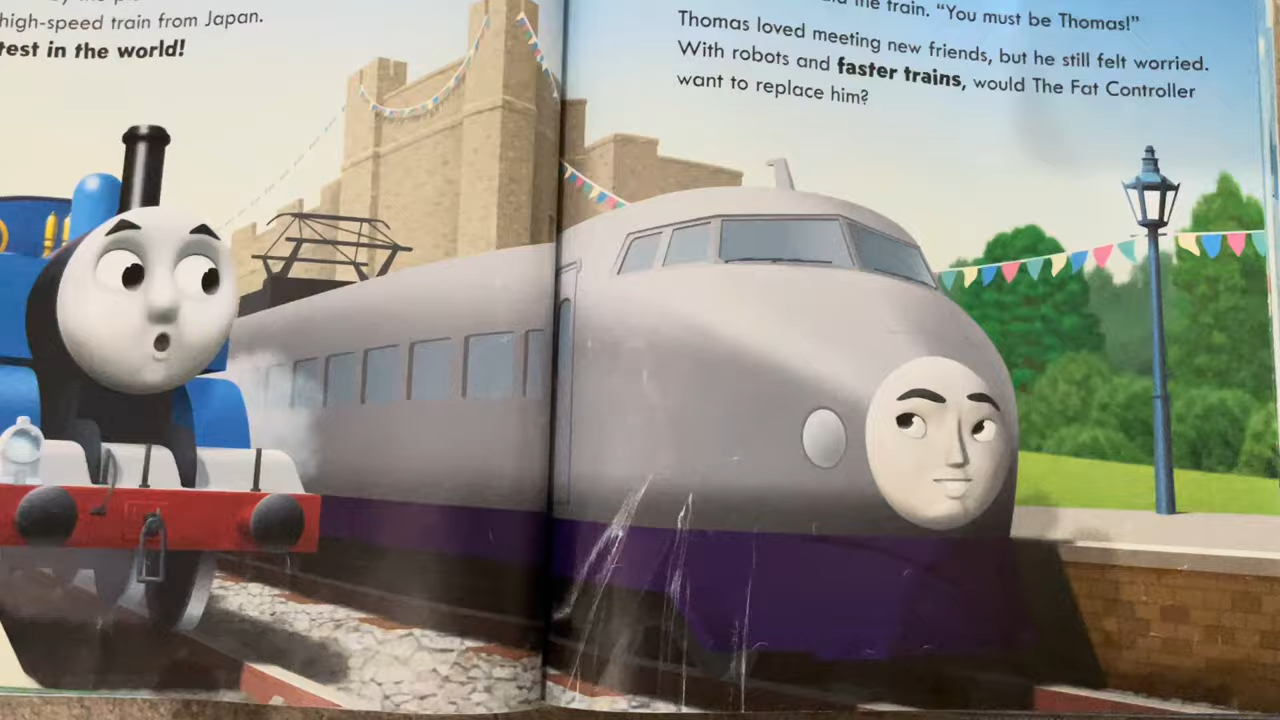 high-speed train from Japan.
test in the world!
the train. "You must be Thomas!"
Thomas loved meeting new friends, but he still felt worried.
With robots and faster trains, would The Fat Controller
want to replace him?